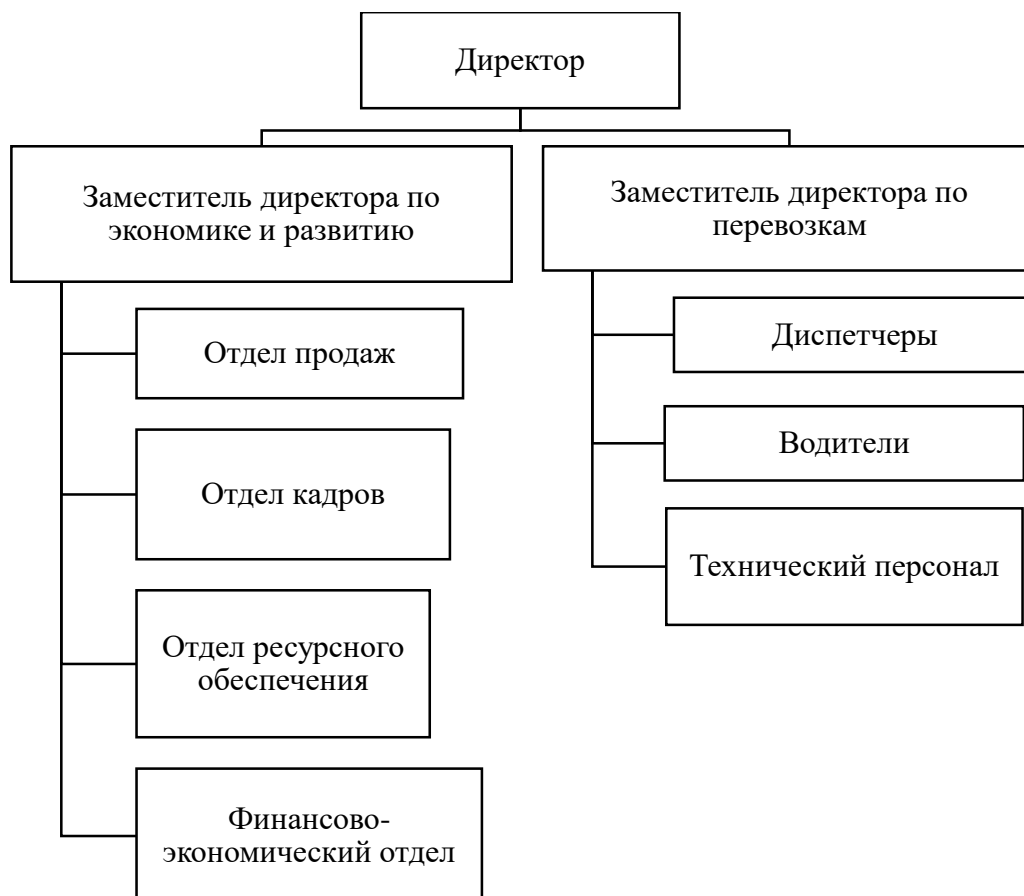 Директор
Заместитель директора по
экономике и развитию
Заместитель директора по
перевозкам
Отдел продаж
Отдел кадров
Отдел ресурсного
обеспечения
Финансово-
экономический отдел
Диспетчеры
Водители
Технический персонал